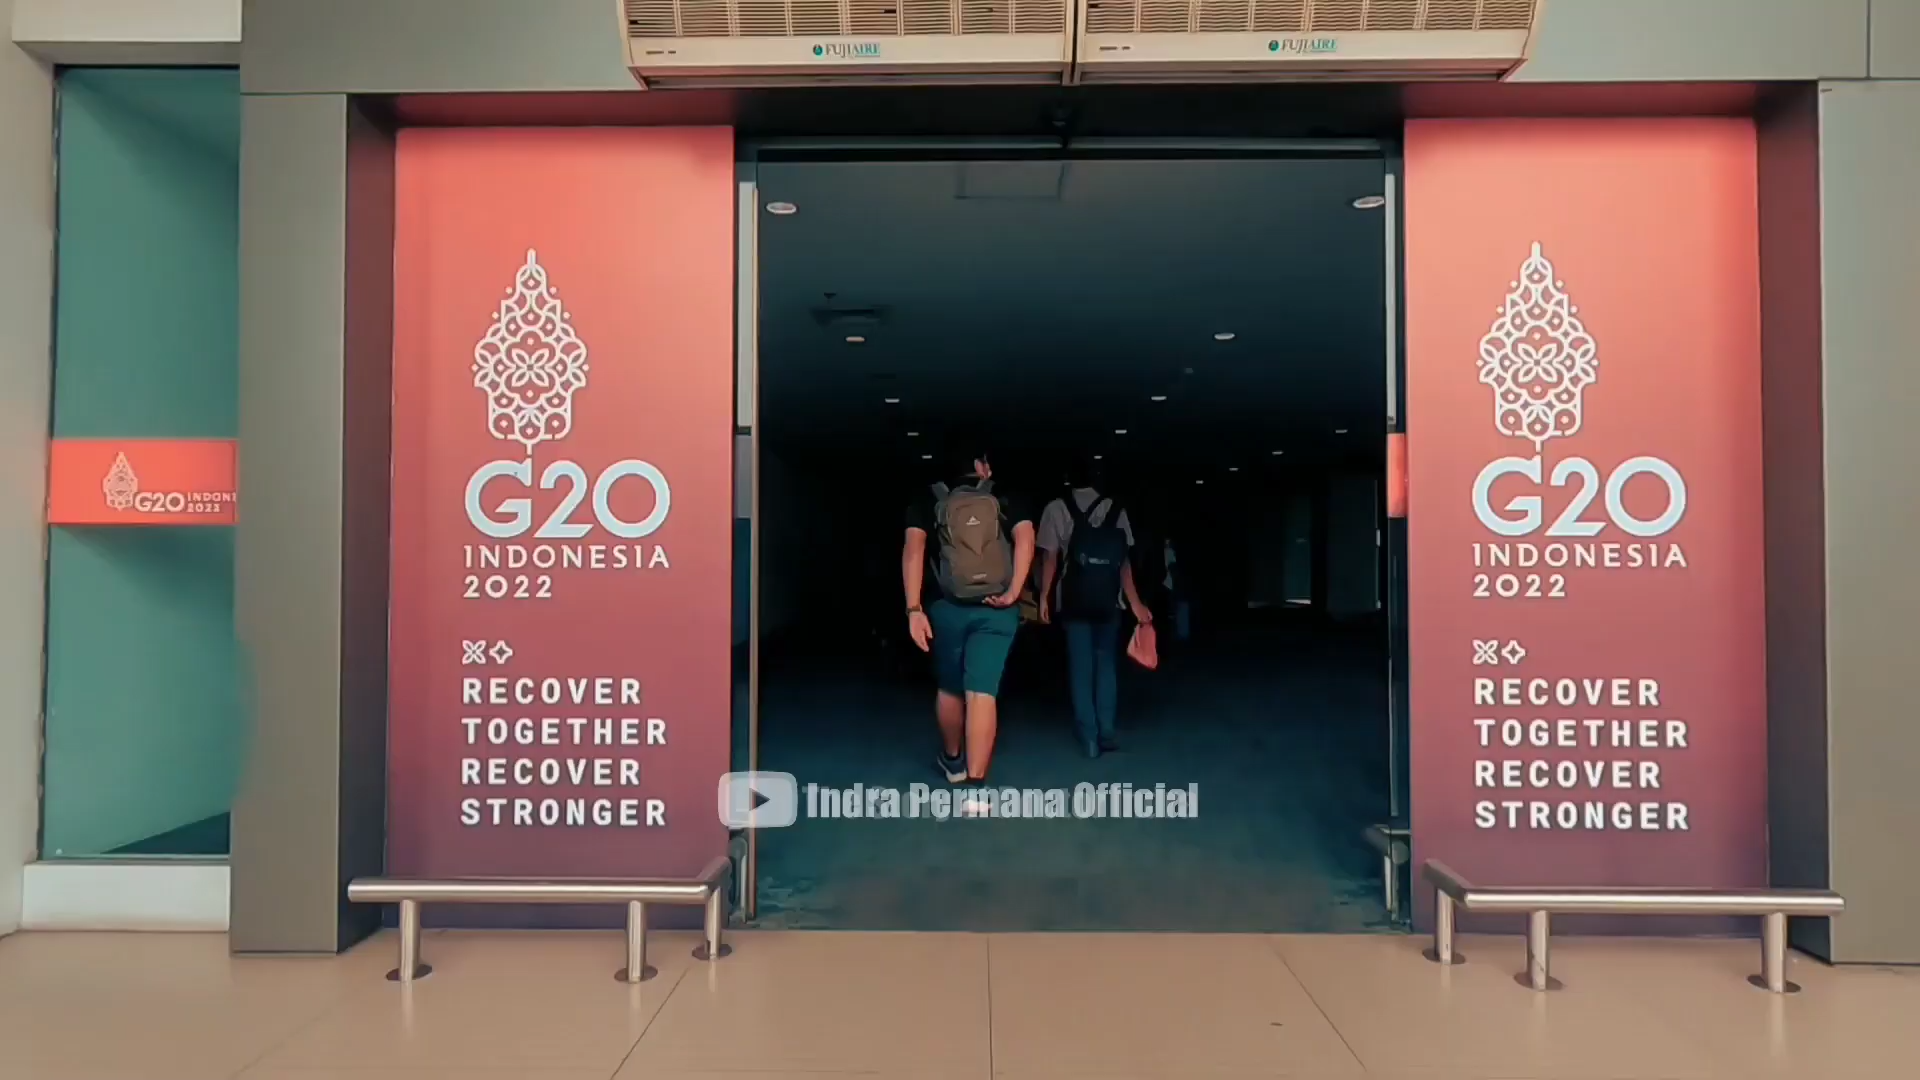 FUJIAIRE
FUJIAIRE
G20
INDONESIA
2022
RECOVER
TOGETHER
RECOVER
STRONGER
G20
INDONESIA
2022
RECOVER
TOGETHER
RECOVER
STRONGER
G20
Indra Permana Official